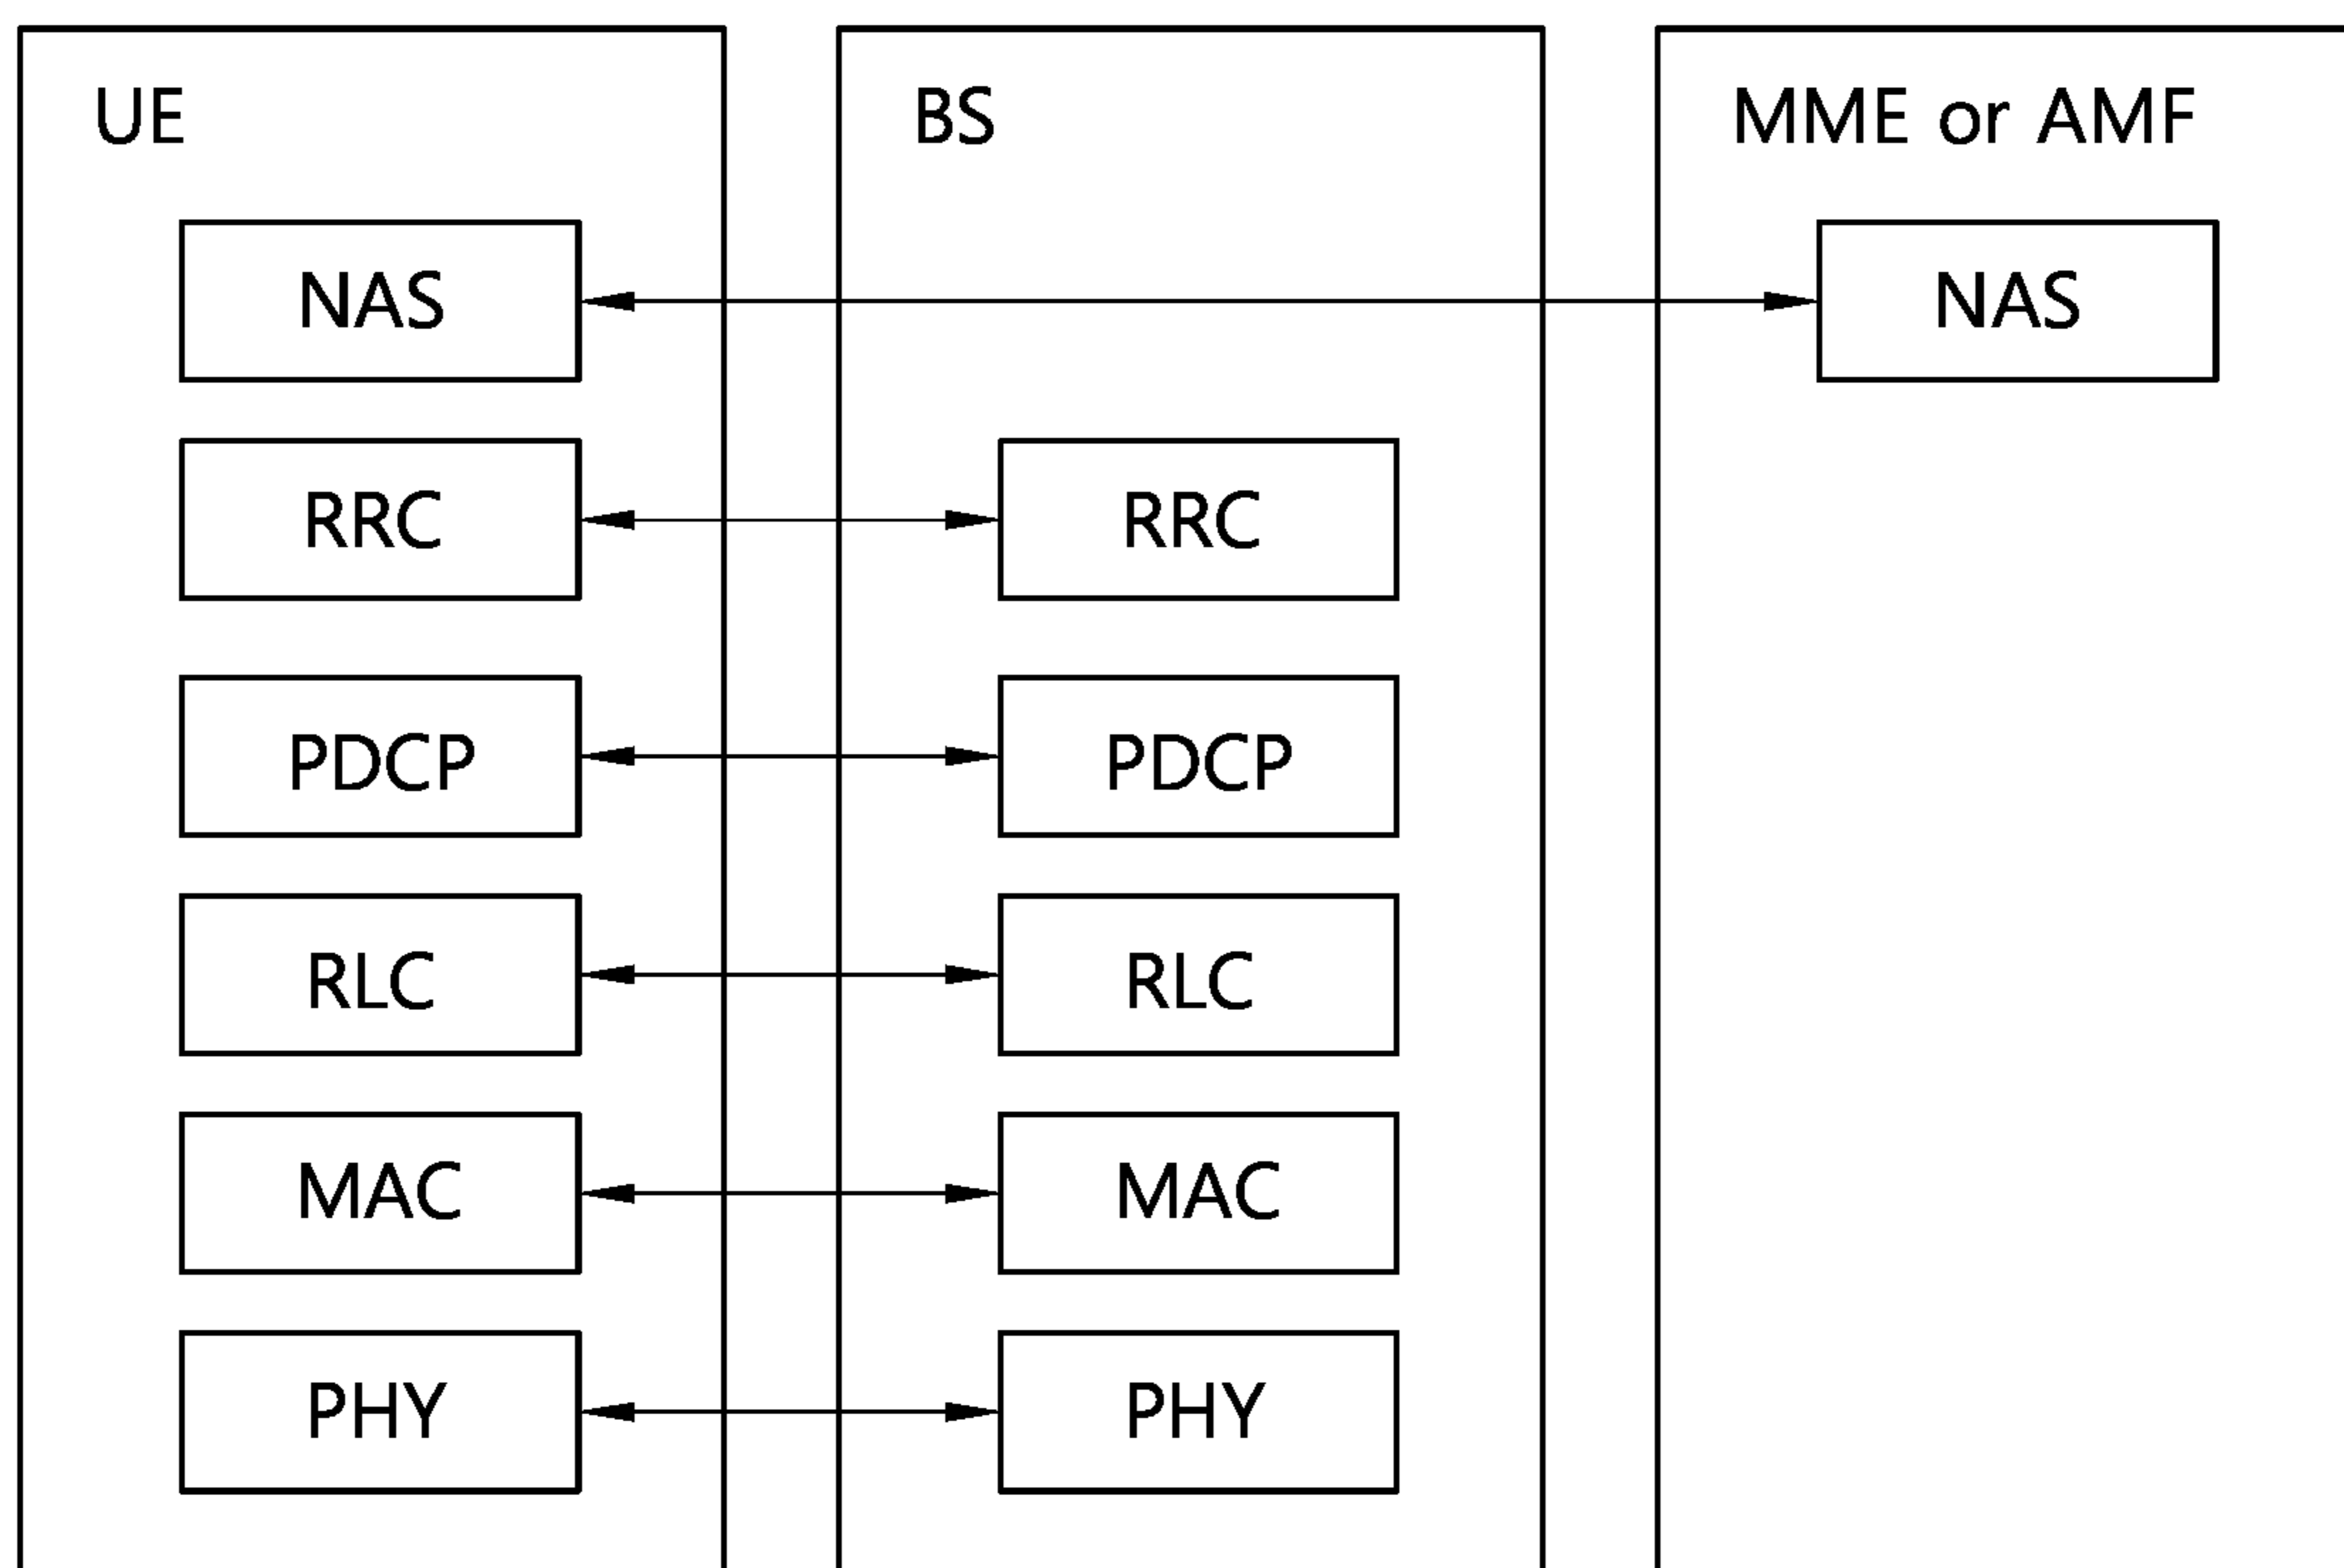 UE
BS
MME or AMF
NAS
NAS
RRC
RRC
PDCP
PDCP
RLC
RLC
MAC
MAC
PHY
PHY